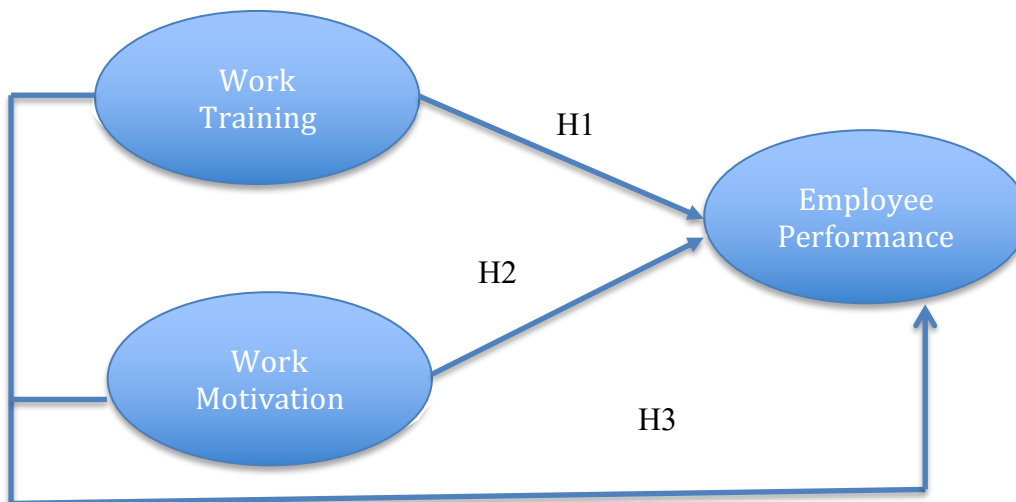 Work
Training
H1
Employee
Performance
H2
Work
Motivation
H3